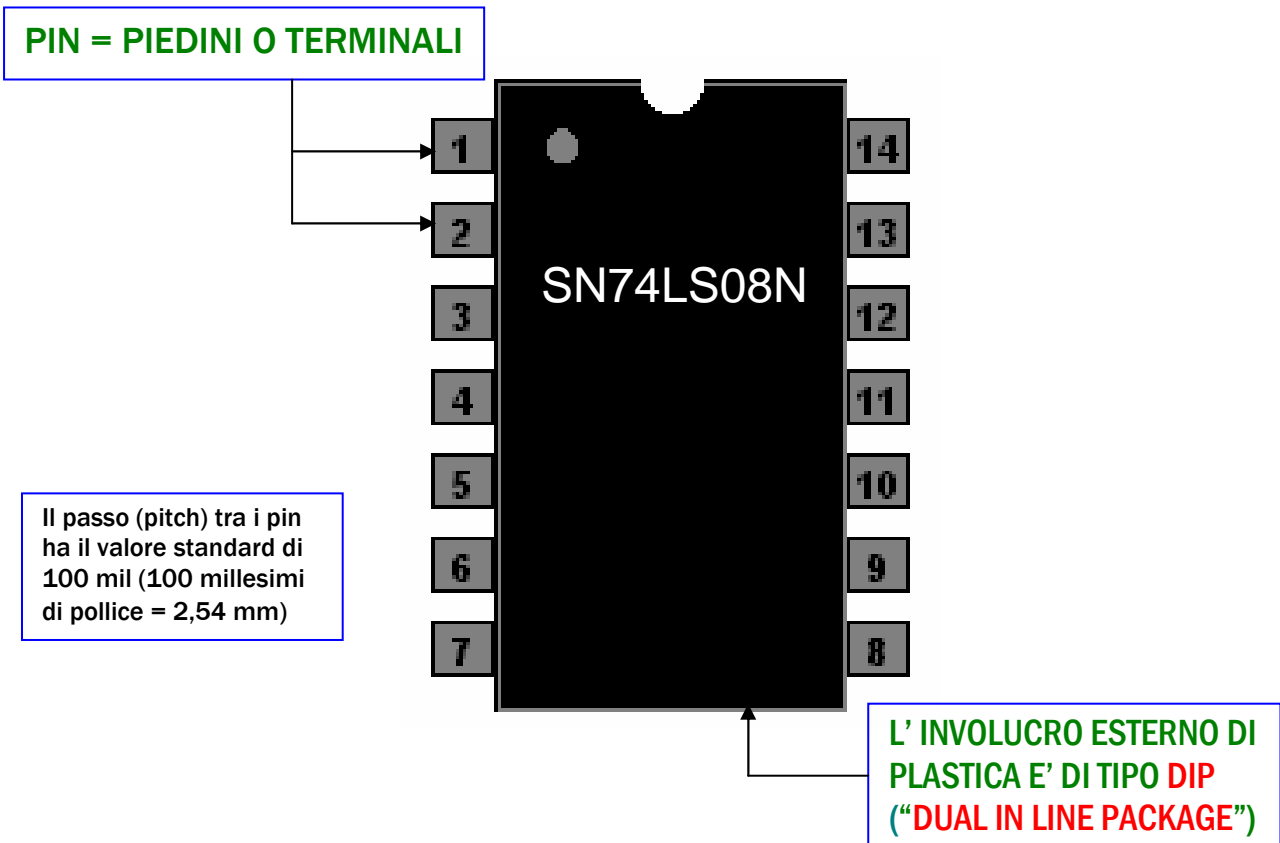 PIN = PIEDINI O TERMINALI
1
14
2
13
SN74LS08N
3
12
4
11
5
10
Il passo (pitch) tra i pin
ha il valore standard di
100 mil (100 millesimi
di pollice = 2,54 mm)
6
9
7
8
L' INVOLUCRO ESTERNO DI
PLASTICA E' DI TIPO DIP
(“DUAL IN LINE PACKAGE”)